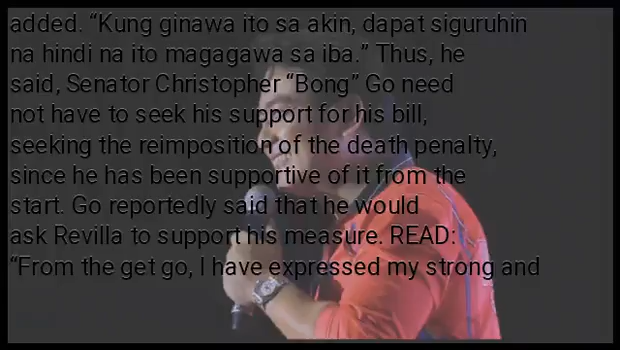 added. “Kung ginawa ito sa akin, dapat siguruhin
na hindi na ito magagawa sa iba.” Thus, he
said, Senator Christopher “Bong” Go need
not have to seek his support for his bill,
seeking the reimposition of the death penalty,
since he has been supportive of it from the
start. Go reportedly said that he would
ask Revilla to support his measure. READ:
“From the get go, I have expressed my strong and